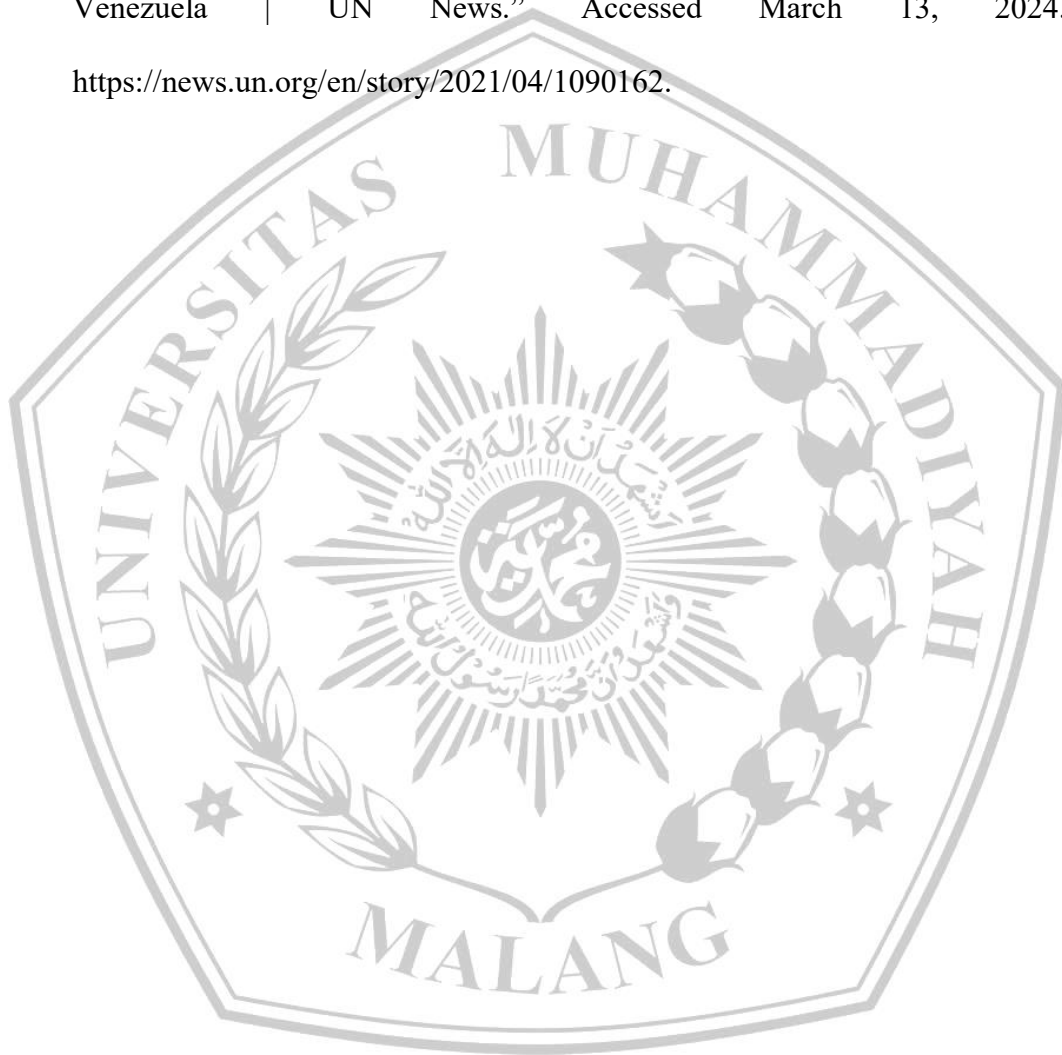 Venezuela | UN News.” Accessed March 13, 2024.
https://news.un.org/en/story/2021/04/1090162.
UNIVERSITAS MUHAMMADIYAH
MALANG